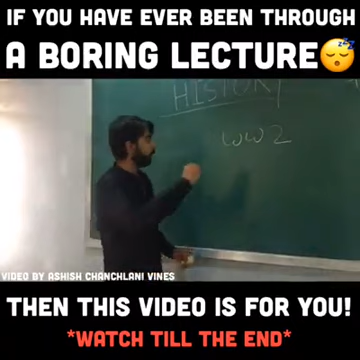 IF YOU HAVE EVER BEEN THROUGH
A BORING LECTURE😴
HISTORY
WW2
VIDEO BY ASHISH CHANCHLANI VINES
THEN THIS VIDEO IS FOR YOU!
*WATCH TILL THE END*